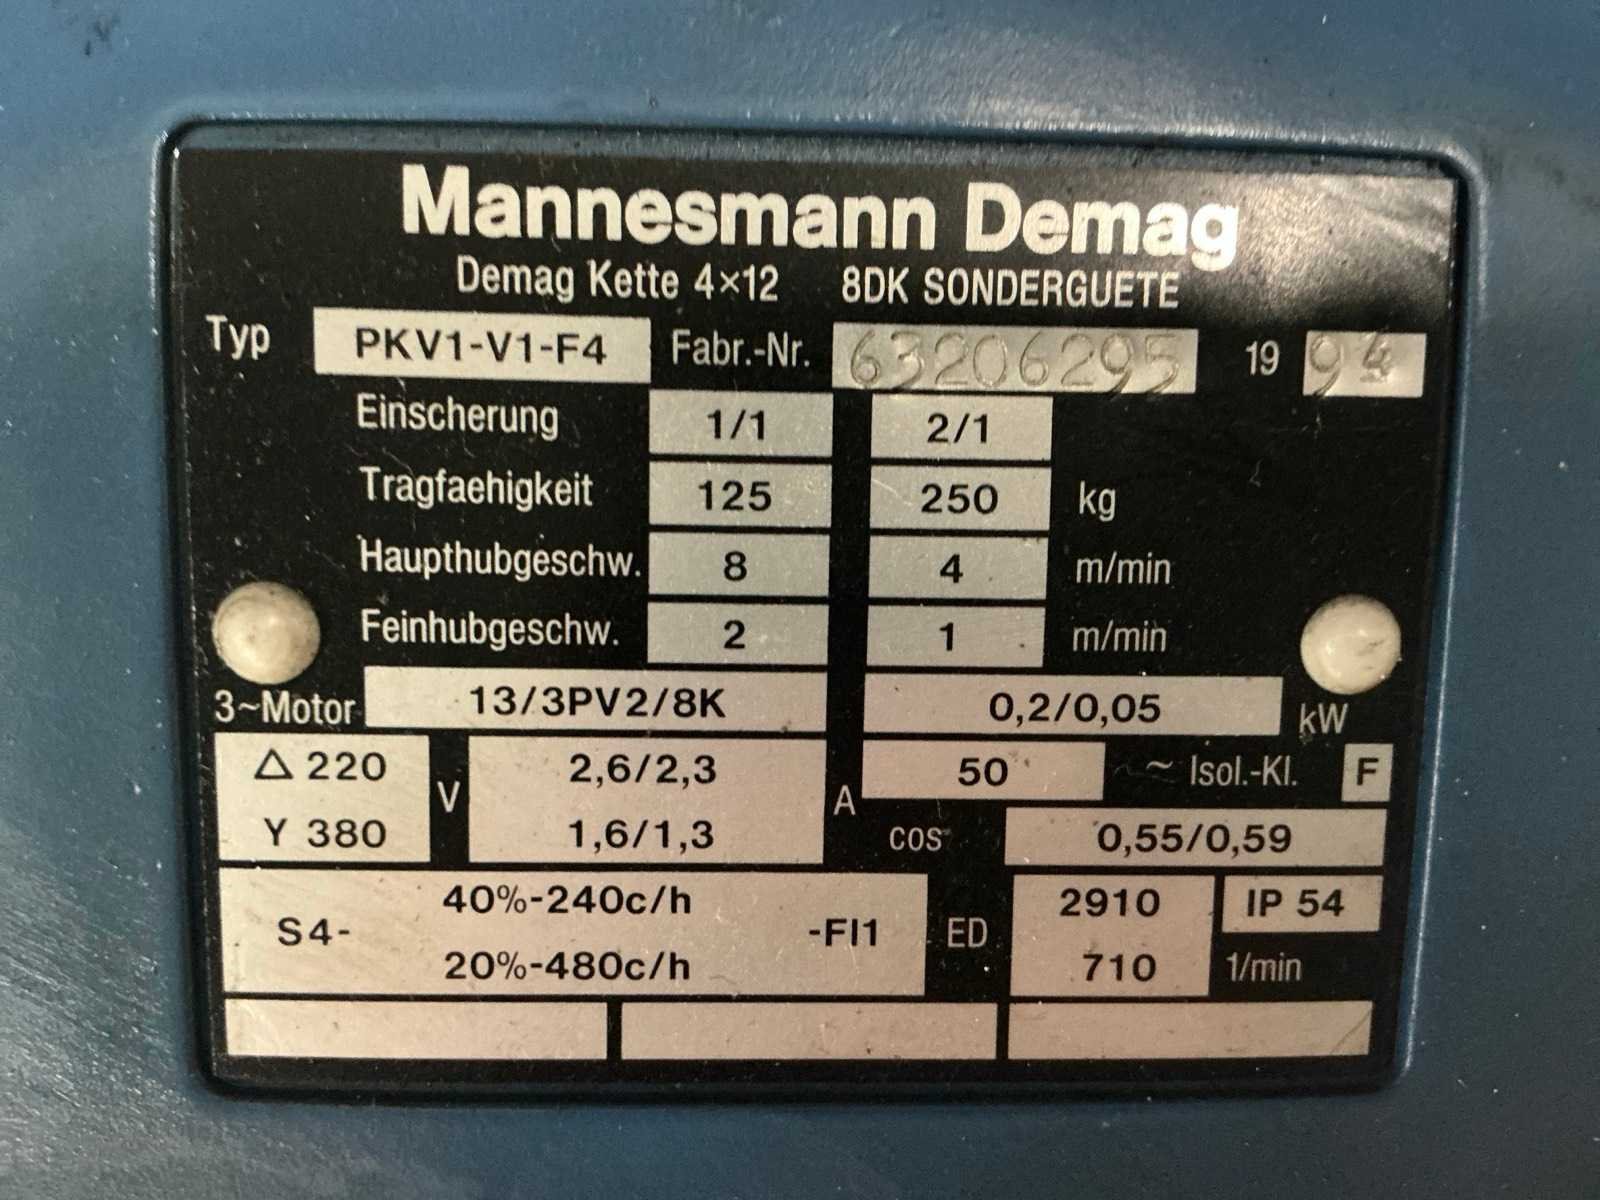 Mannesmann Demag
Demag Kette 4×12 8DK SONDERGUETE
Typ PKV1-V1-F4 Fabr.-Nr. 63206295 19 94
Einscherung 1/1 2/1
Tragfaehigkeit 125 250 kg
Haupthubgeschw. 8 4 m/min
Feinhubgeschw. 2 1 m/min
3~Motor 13/3PV2/8K 0,2/0,05 kW
△ 220 V 2,6/2,3 A 50 ~ Isol.-Kl. F
Y 380 1,6/1,3 cos 0,55/0,59
S4- 40%-240c/h -FI1 ED 2910 IP 54
20%-480c/h 710 1/min